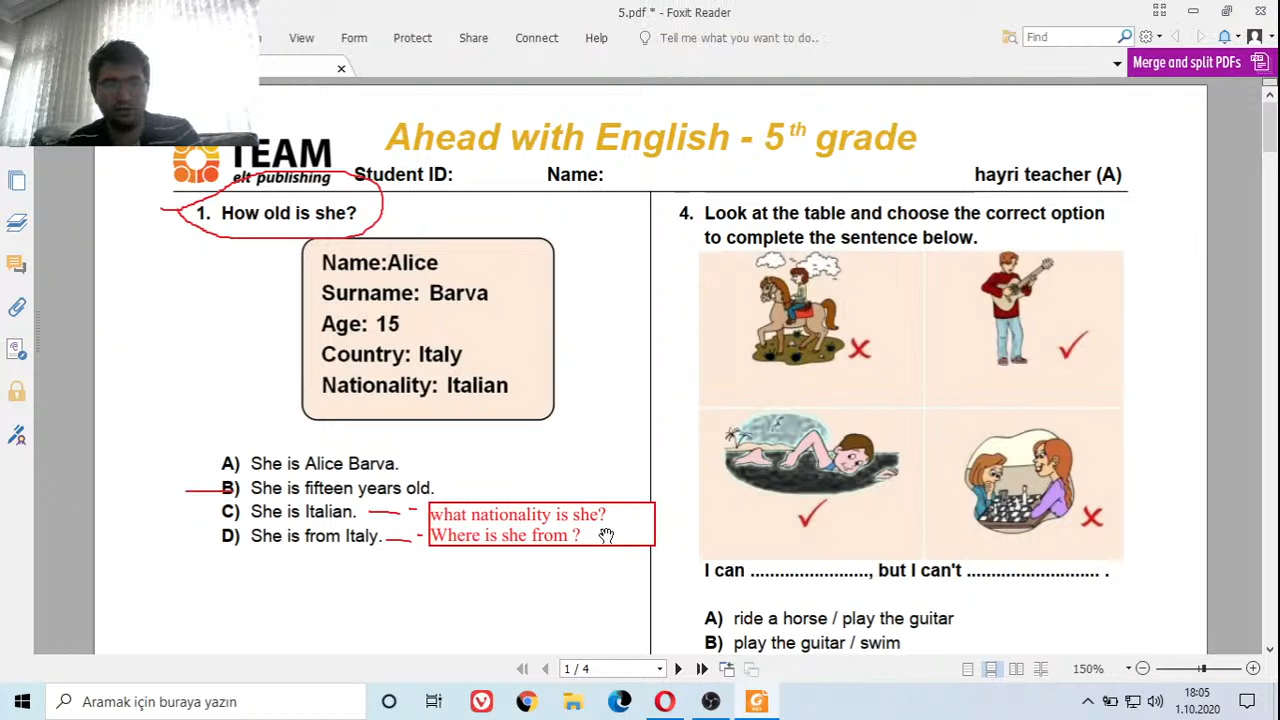 5.pdf * - Foxit Reader
View Form Protect Share Connect Help Tell me what you want to do.. Find
Merge and split PDFs
Ahead with English - 5th grade
TEAM
elt publishing
Student ID: Name: hayri teacher (A)
1. How old is she?
Name:Alice
Surname: Barva
Age: 15
Country: Italy
Nationality: Italian
A) She is Alice Barva.
B) She is fifteen years old.
C) She is Italian.
D) She is from Italy.
what nationality is she?
Where is she from ?
4. Look at the table and choose the correct option
to complete the sentence below.
I can ........................, but I can't ........................... .
A) ride a horse / play the guitar
B) play the guitar / swim
1 / 4
150%
Aramak için buraya yazın
18:05
1.10.2020